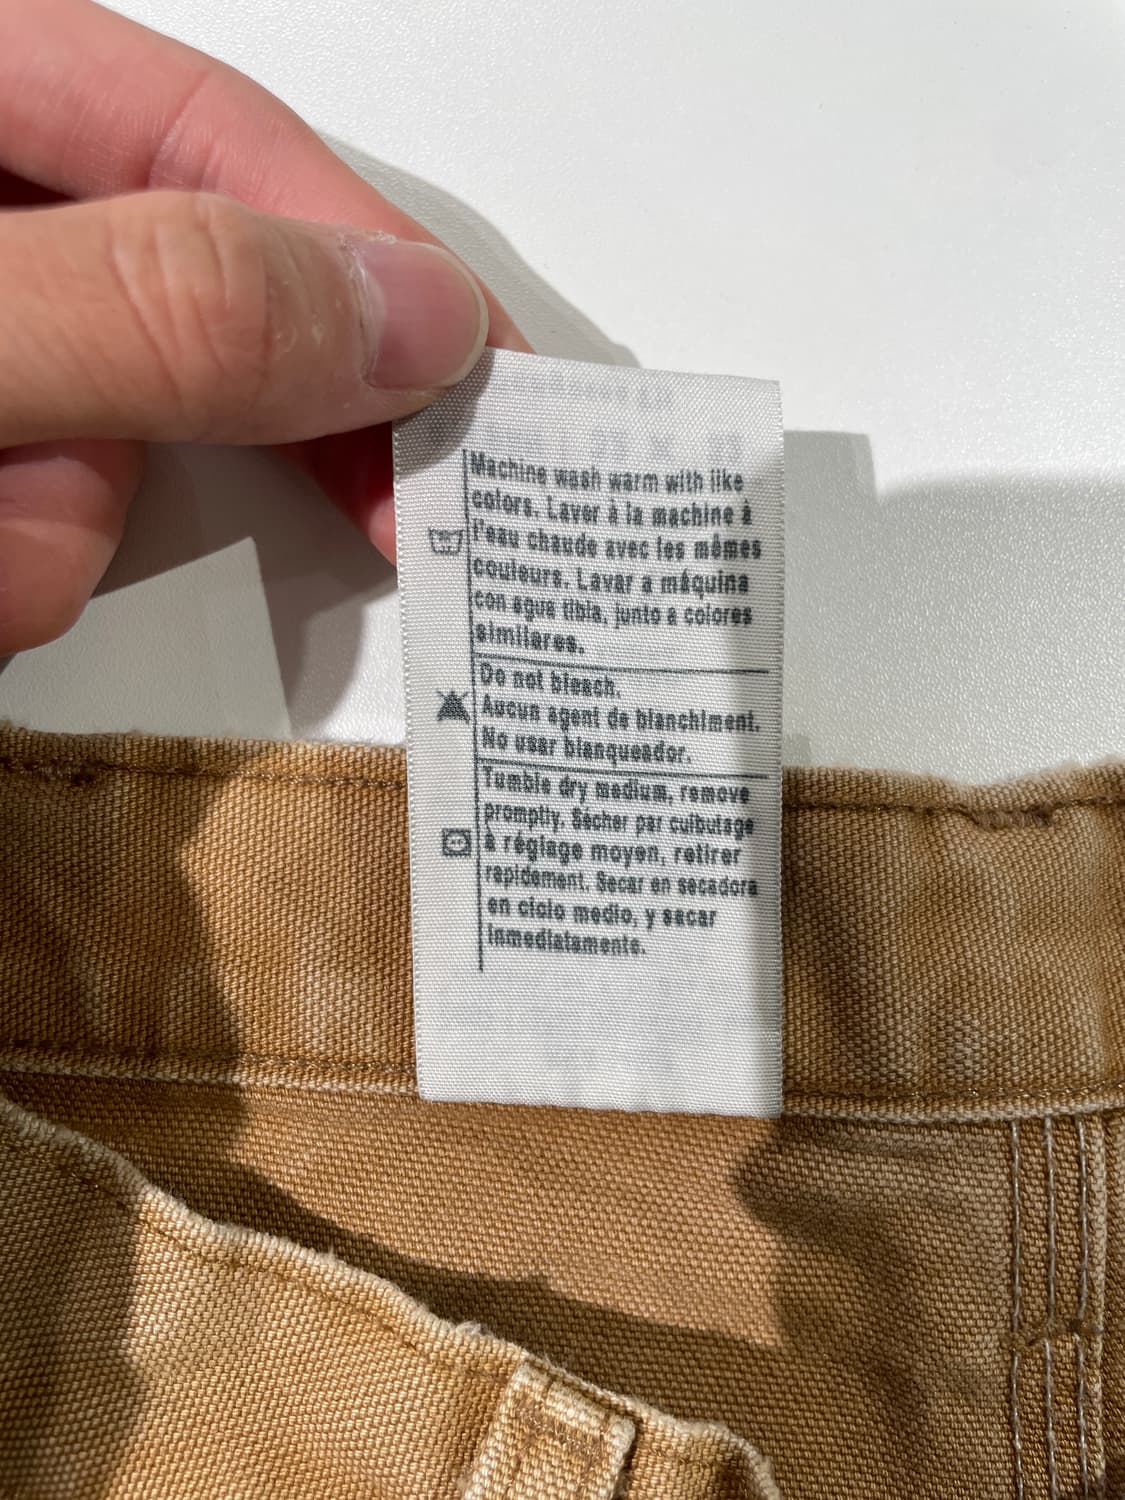 Machine wash warm with like
colors. Laver à la machine à
l'eau chaude avec les mêmes
couleurs. Lavar a máquina
con agua tibia, junto a colores
similares.
Do not bleach.
Aucun agent de blanchiment.
No usar blanqueador.
Tumble dry medium, remove
promptly. Sécher par culbutage
à réglage moyen, retirer
rapidement. Secar en secadora
en ciclo medio, y sacar
inmediatamente.